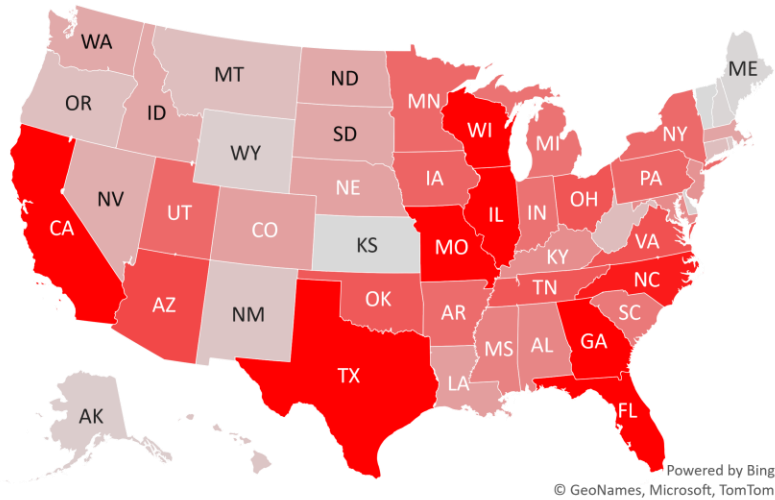 WA
MT
ND
MN
ME
OR
ID
SD
WI
MI
NY
WY
IA
PA
NV
UT
CO
NE
IL
IN
OH
CA
KS
MO
KY
VA
AZ
NM
OK
AR
TN
NC
SC
MS
AL
GA
TX
LA
FL
AK
Powered by Bing
© GeoNames, Microsoft, TomTom